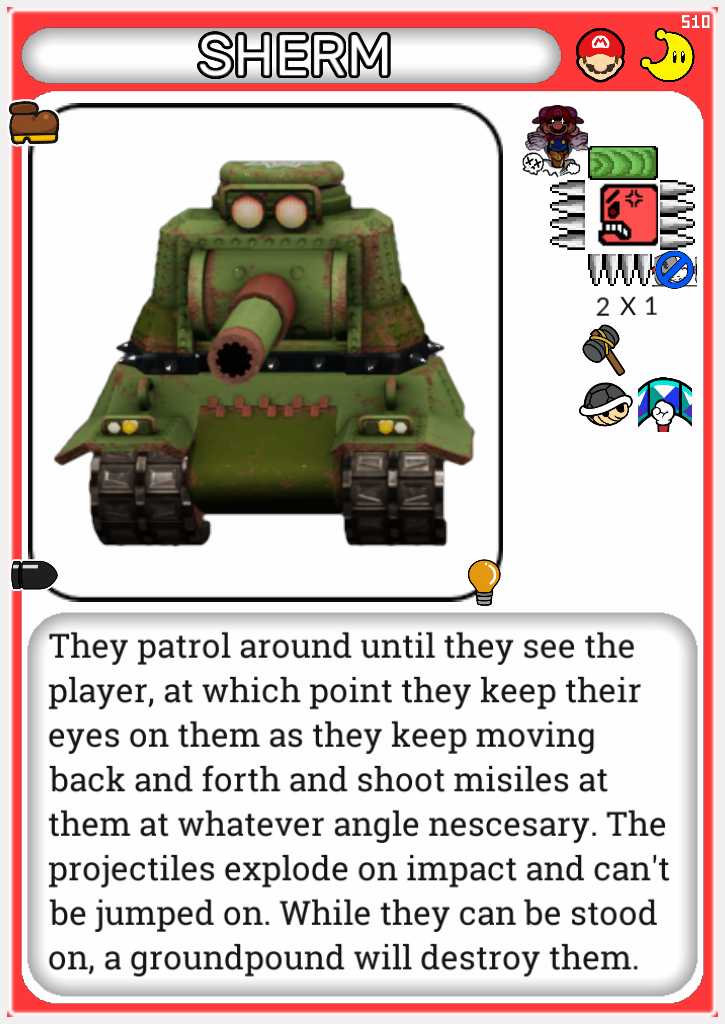 510
SHERM
2 X 1
They patrol around until they see the
player, at which point they keep their
eyes on them as they keep moving
back and forth and shoot misiles at
them at whatever angle nescesary. The
projectiles explode on impact and can't
be jumped on. While they can be stood
on, a groundpound will destroy them.